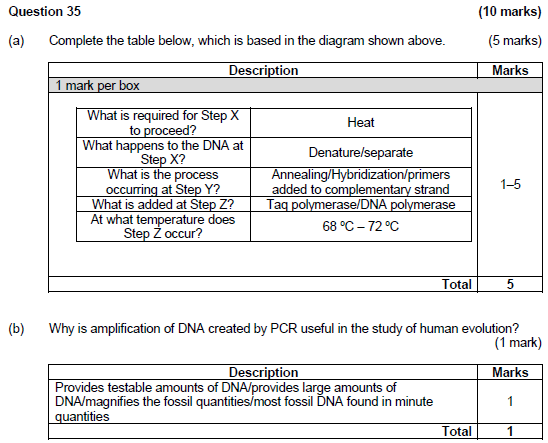 Question 35 (10 marks)
(a) Complete the table below, which is based in the diagram shown above. (5 marks)
Description Marks
1 mark per box
What is required for Step X
to proceed?
Heat
What happens to the DNA at
Step X?
Denature/separate
What is the process
occurring at Step Y?
Annealing/Hybridization/primers
added to complementary strand
What is added at Step Z? Taq polymerase/DNA polymerase
At what temperature does
Step Z occur?
68 ºC – 72 ºC
1–5
Total 5
(b) Why is amplification of DNA created by PCR useful in the study of human evolution?
(1 mark)
Description Marks
Provides testable amounts of DNA/provides large amounts of
DNA/magnifies the fossil quantities/most fossil DNA found in minute
quantities
1
Total 1